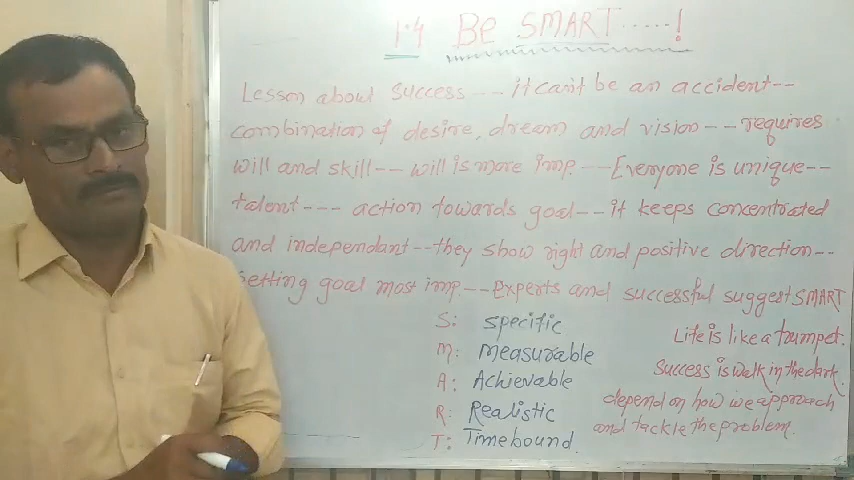 1.4 Be SMART.....!
Lesson about success -- it can't be an accident--
combination of desire, dream and vision -- requires
will and skill -- will is more imp. -- Everyone is unique--
talent --- action towards goal -- it keeps concentrated
and independant -- they show right and positive direction --
setting goal most imp. -- Experts and successful suggest SMART
S: specific
M: Measurable
A: Achievable
R: Realistic
T: Timebound.
Life is like a trumpet.
Success is walk in the dark.
depend on how we approach
and tackle the problem.